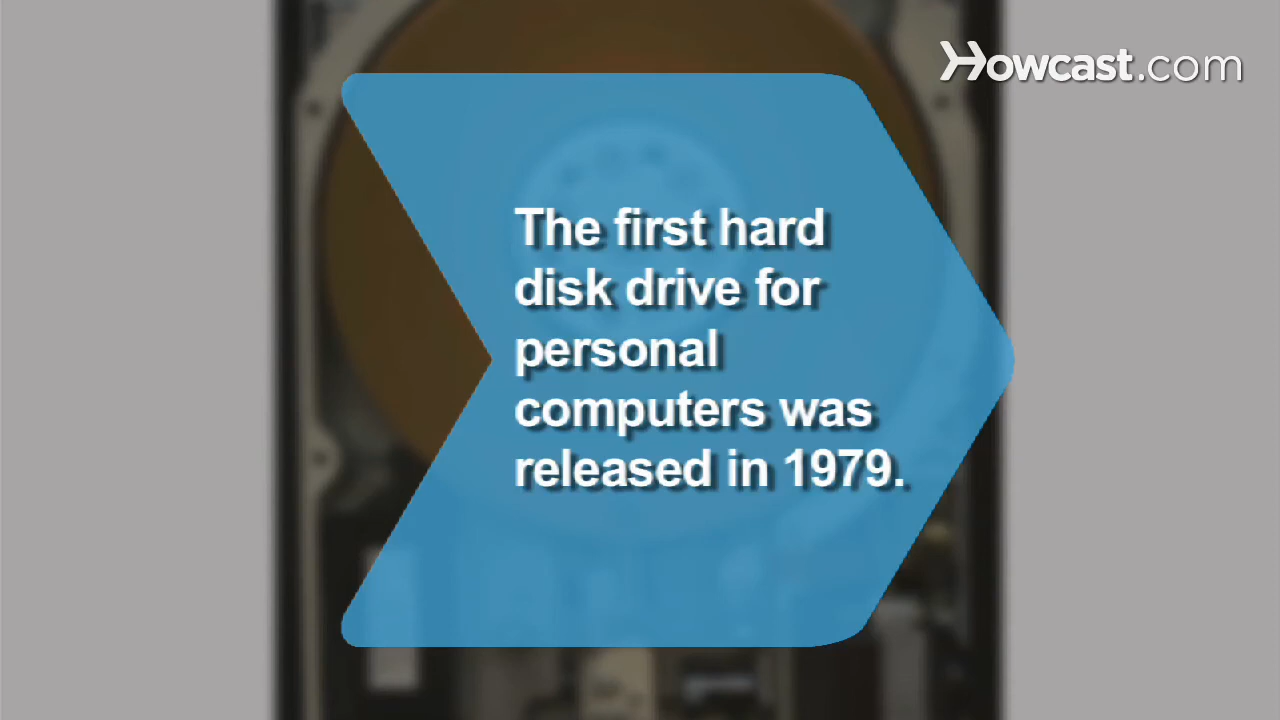 Howcast.com
The first hard
disk drive for
personal
computers was
released in 1979.